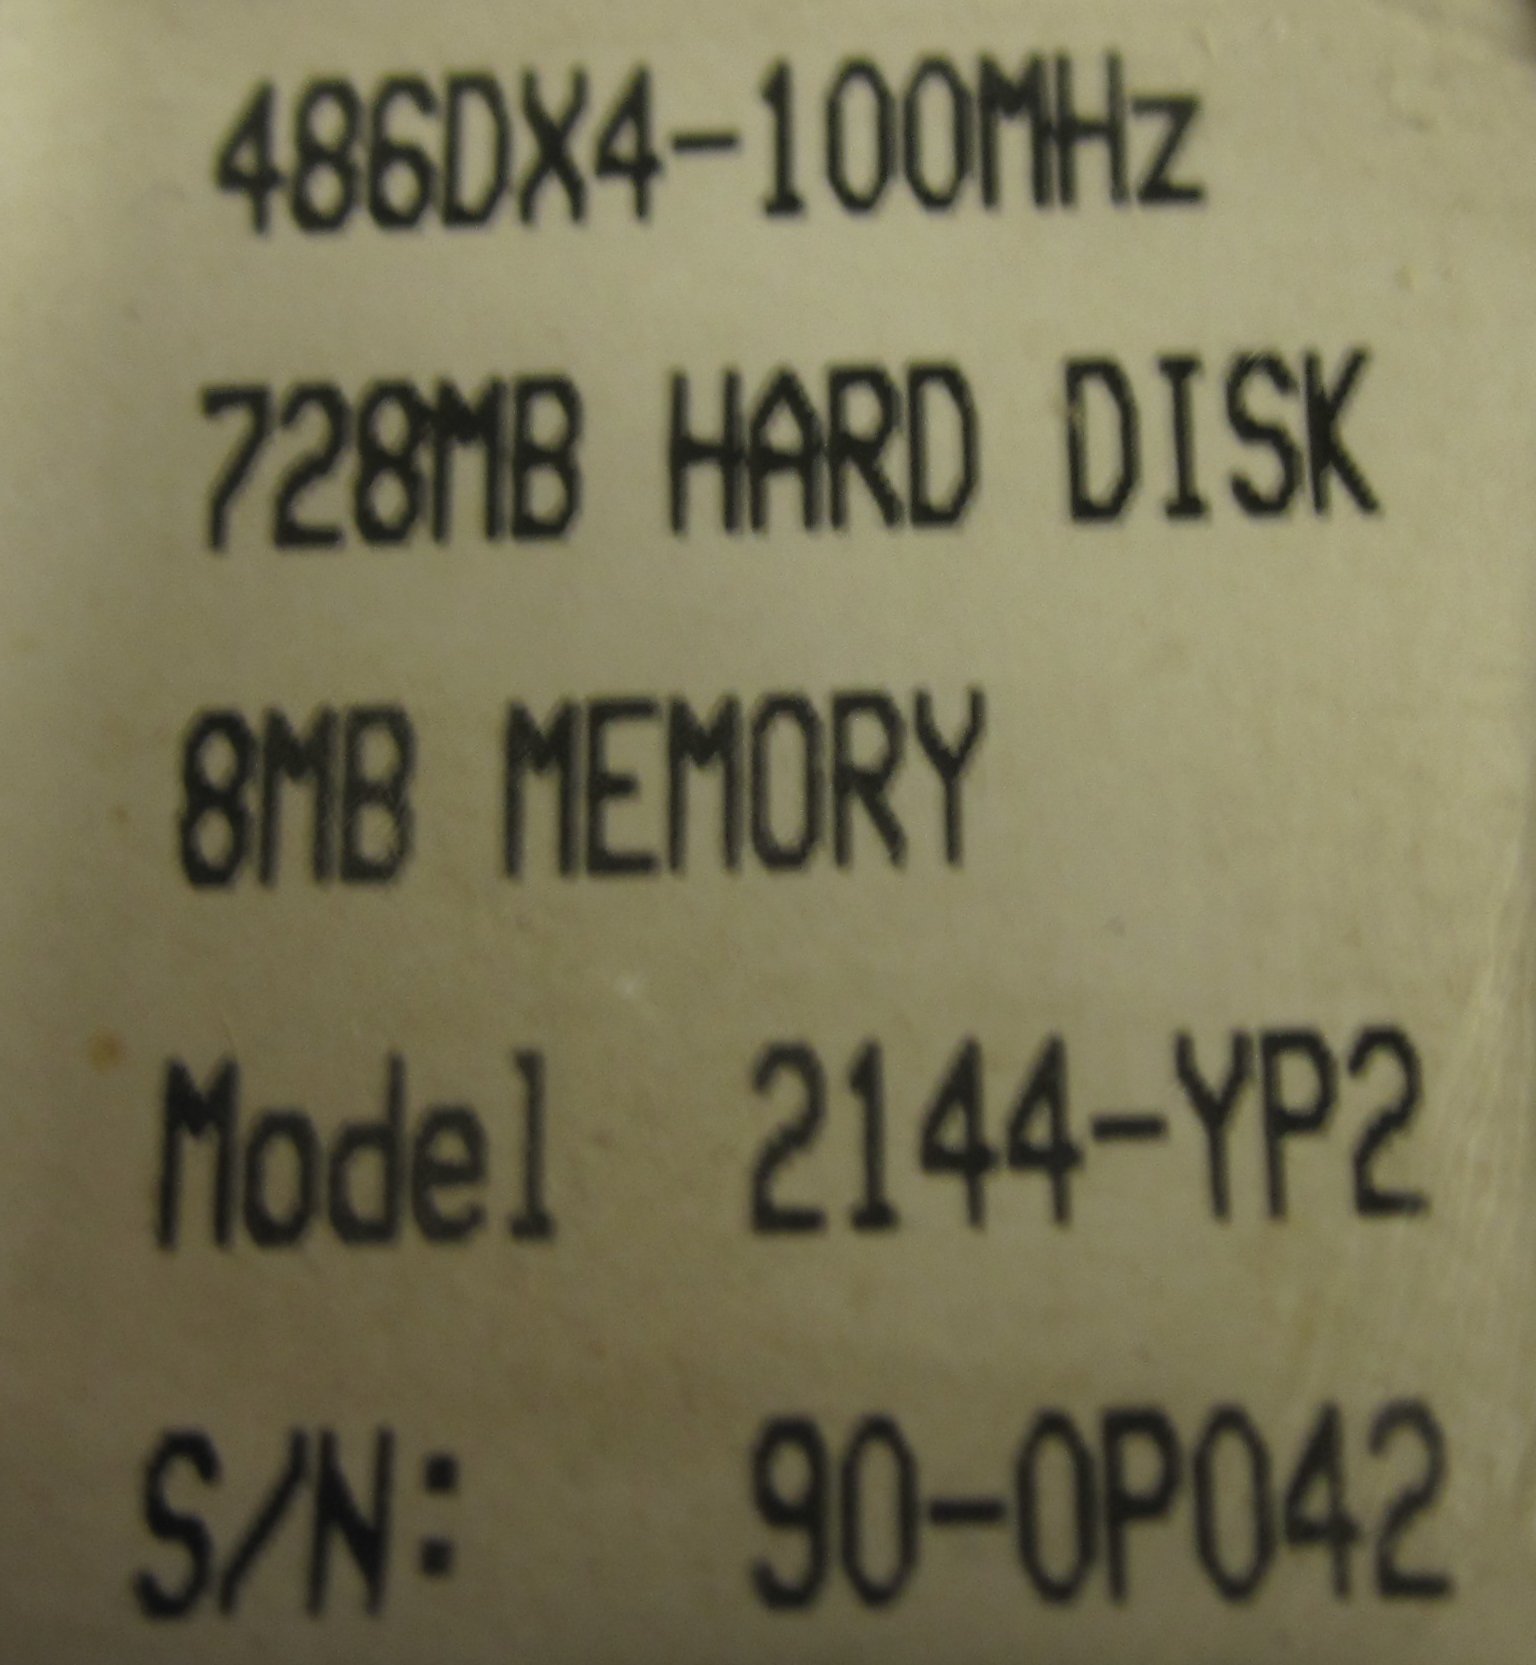 486DX4-100MHz
728MB HARD DISK
8MB MEMORY
Model 2144-YP2
S/N: 90-0P042